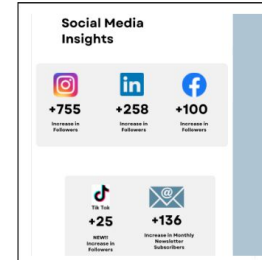 Social Media
Insights
in
+755
+258
+100
Increase in
Followers
Increase in
Followers
Increase in
Followers
Tik Tok
@
+25
+136
NEW!!
Increase in
Followers
Increase in Monthly
Newsletter
Subscribers